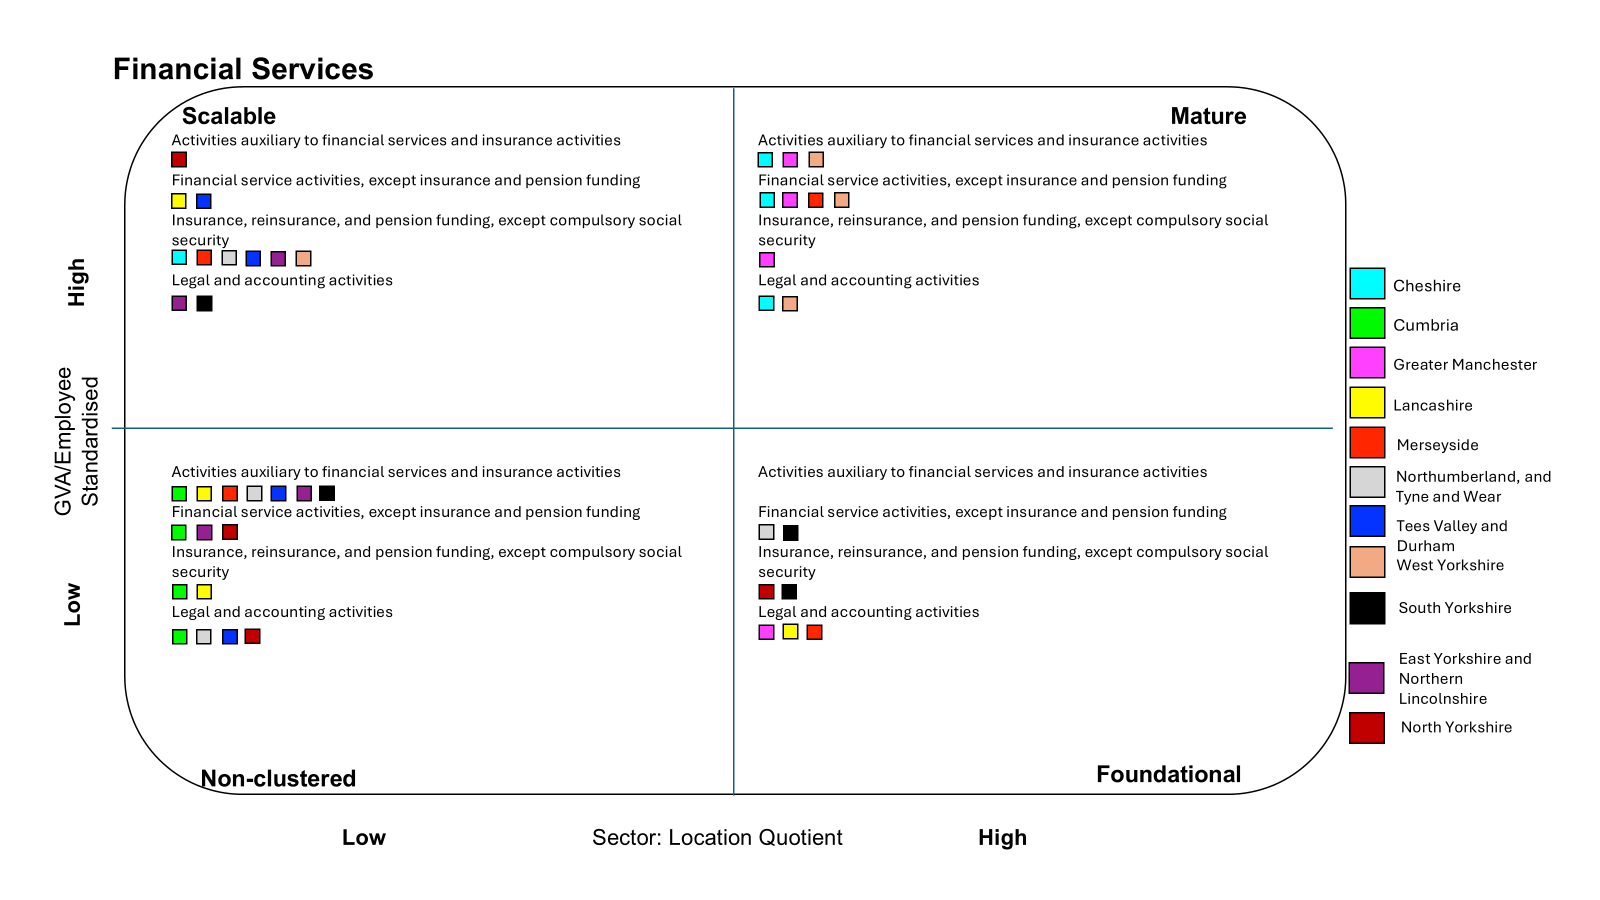 Financial Services
Scalable
Activities auxiliary to financial services and insurance activities
Financial service activities, except insurance and pension funding
Insurance, reinsurance, and pension funding, except compulsory social
security
Legal and accounting activities
Mature
Activities auxiliary to financial services and insurance activities
Financial service activities, except insurance and pension funding
Insurance, reinsurance, and pension funding, except compulsory social
security
Legal and accounting activities
High
GVA/Employee
Standardised
Low
Activities auxiliary to financial services and insurance activities
Financial service activities, except insurance and pension funding
Insurance, reinsurance, and pension funding, except compulsory social
security
Legal and accounting activities
Non-clustered
Activities auxiliary to financial services and insurance activities
Financial service activities, except insurance and pension funding
Insurance, reinsurance, and pension funding, except compulsory social
security
Legal and accounting activities
Foundational
Low
Sector: Location Quotient
High
Cheshire
Cumbria
Greater Manchester
Lancashire
Merseyside
Northumberland, and
Tyne and Wear
Tees Valley and
Durham
West Yorkshire
South Yorkshire
East Yorkshire and
Northern
Lincolnshire
North Yorkshire